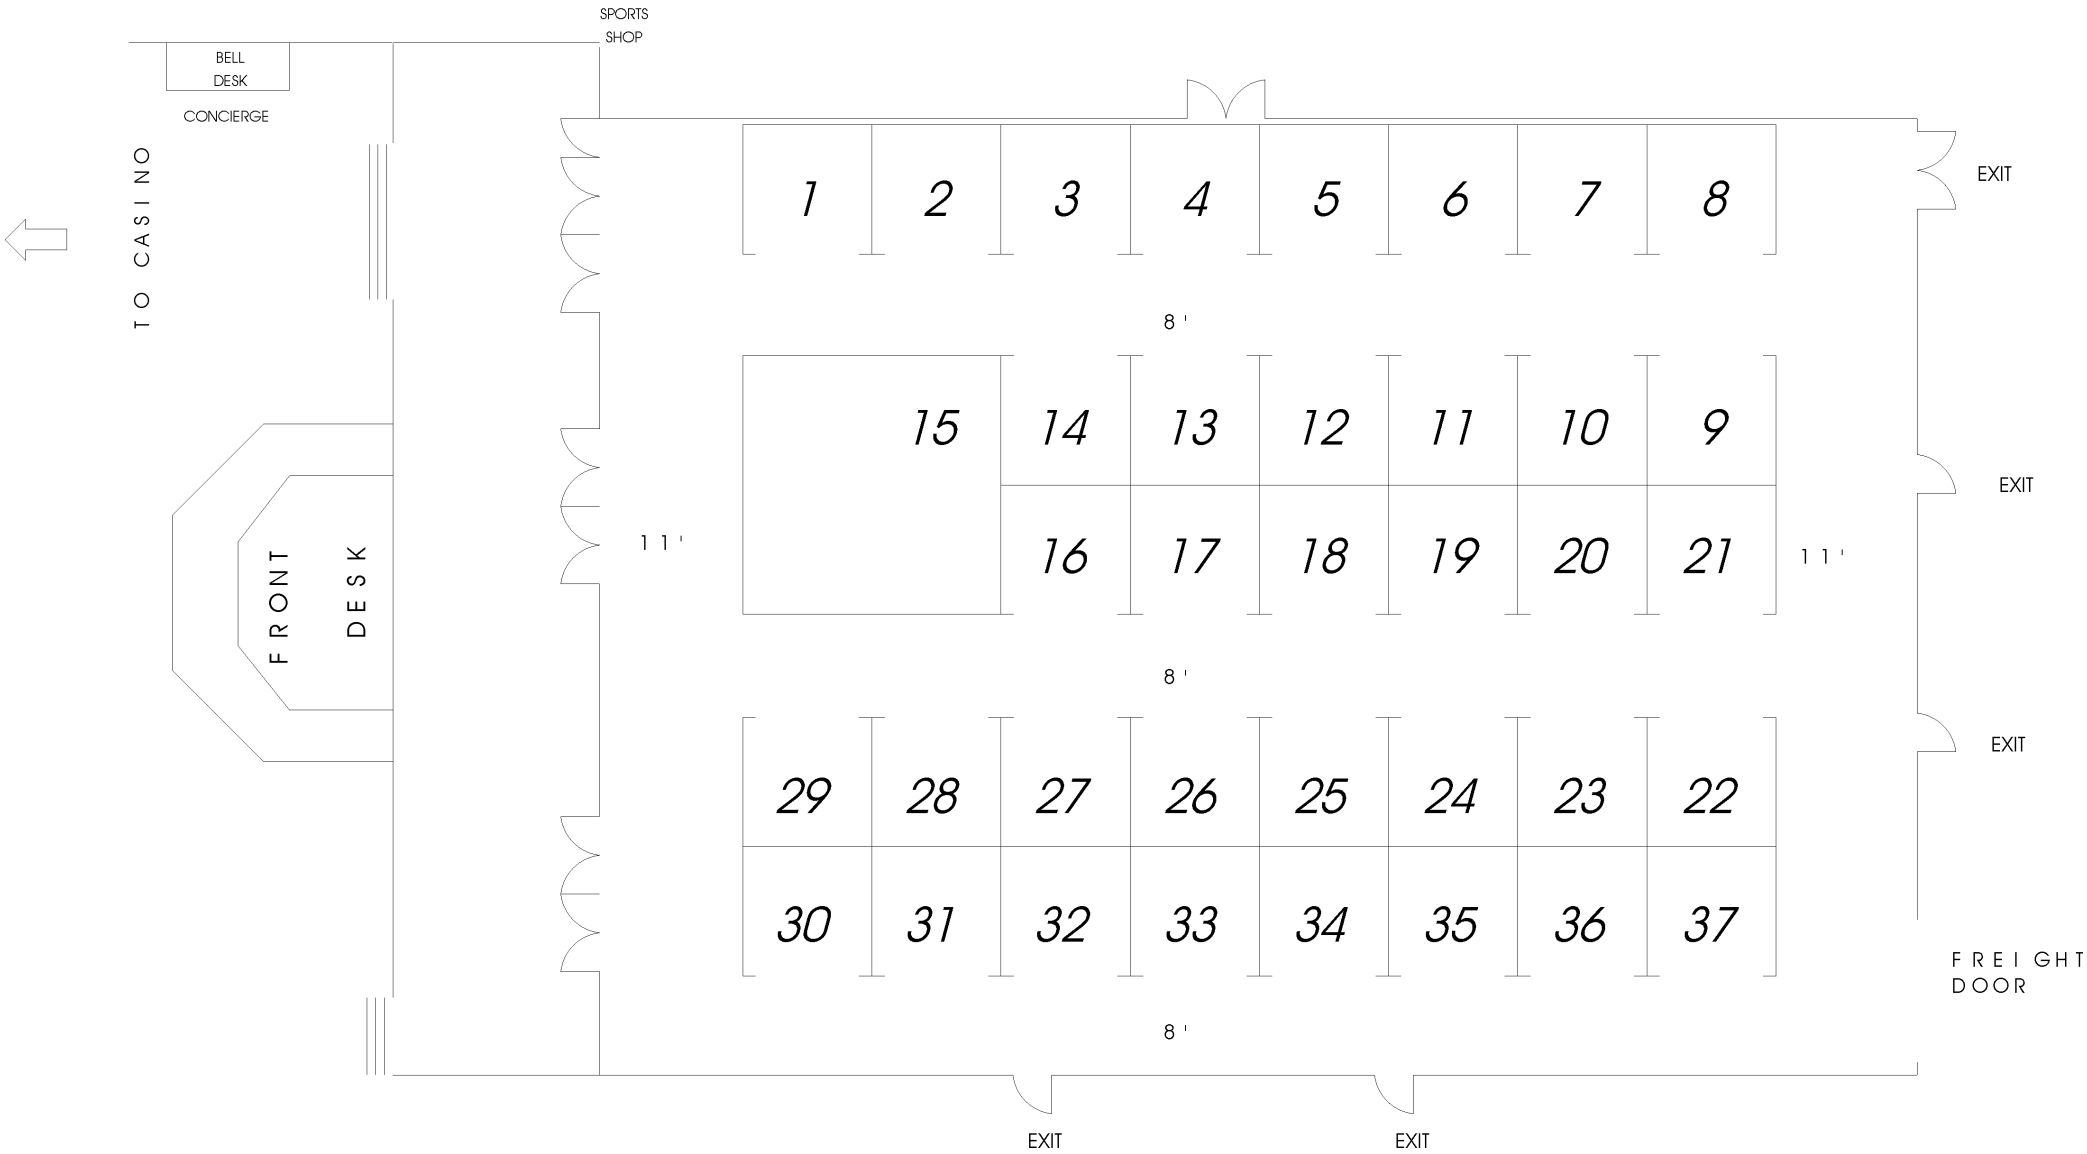 SPORTS
SHOP
BELL
DESK
CONCIERGE
TO CASINO
EXIT
1 2 3 4 5 6 7 8
8'
15 14 13 12 11 10 9
EXIT
FRONT
DESK
11'
16 17 18 19 20 21
11'
8'
EXIT
29 28 27 26 25 24 23 22
30 31 32 33 34 35 36 37
FREIGHT
DOOR
8'
EXIT
EXIT